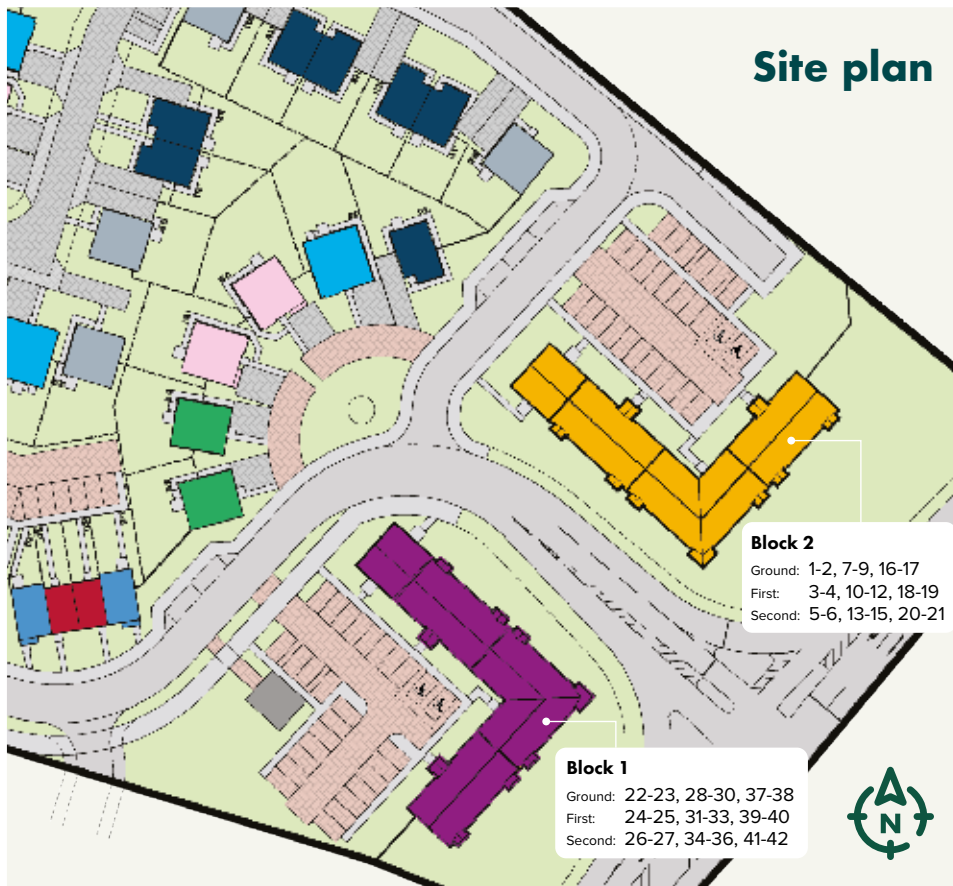 Site plan
Block 2
Ground: 1-2, 7-9, 16-17
First: 3-4, 10-12, 18-19
Second: 5-6, 13-15, 20-21
Block 1
Ground: 22-23, 28-30, 37-38
First: 24-25, 31-33, 39-40
Second: 26-27, 34-36, 41-42
N